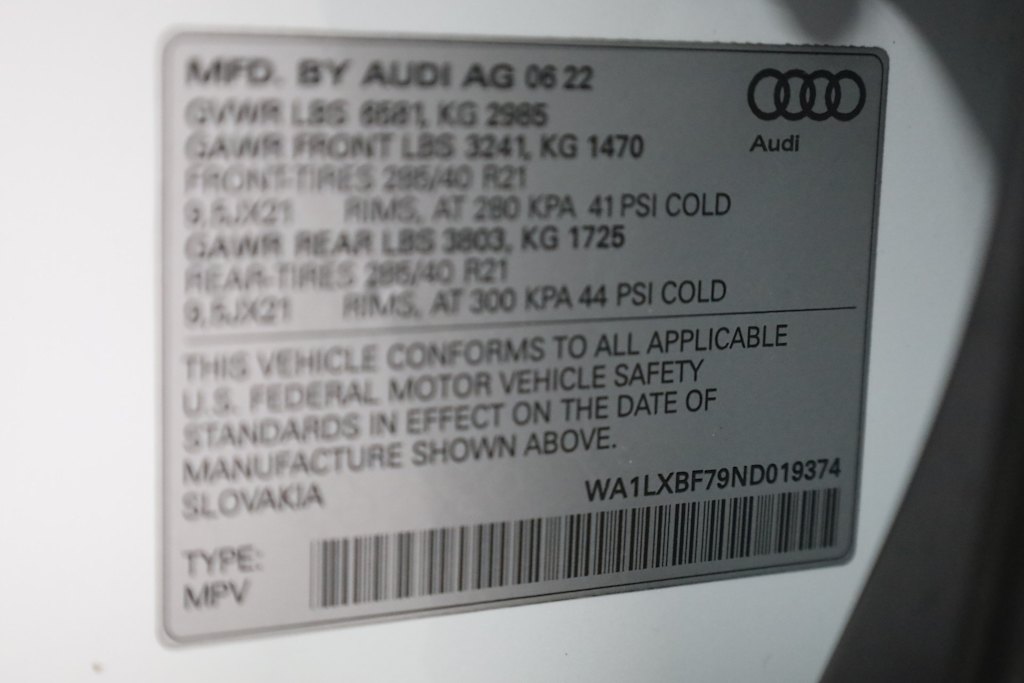 MFD. BY AUDI AG 06 22
GVWR LBS 6581, KG 2985
GAWR FRONT LBS 3241, KG 1470
FRONT-TIRES 285/40 R21
9,5JX21 RIMS, AT 280 KPA 41 PSI COLD
GAWR REAR LBS 3803, KG 1725
REAR-TIRES 285/40 R21
9,5JX21 RIMS, AT 300 KPA 44 PSI COLD
Audi
THIS VEHICLE CONFORMS TO ALL APPLICABLE
U.S. FEDERAL MOTOR VEHICLE SAFETY
STANDARDS IN EFFECT ON THE DATE OF
MANUFACTURE SHOWN ABOVE.
SLOVAKIA WA1LXBF79ND019374
TYPE:
MPV